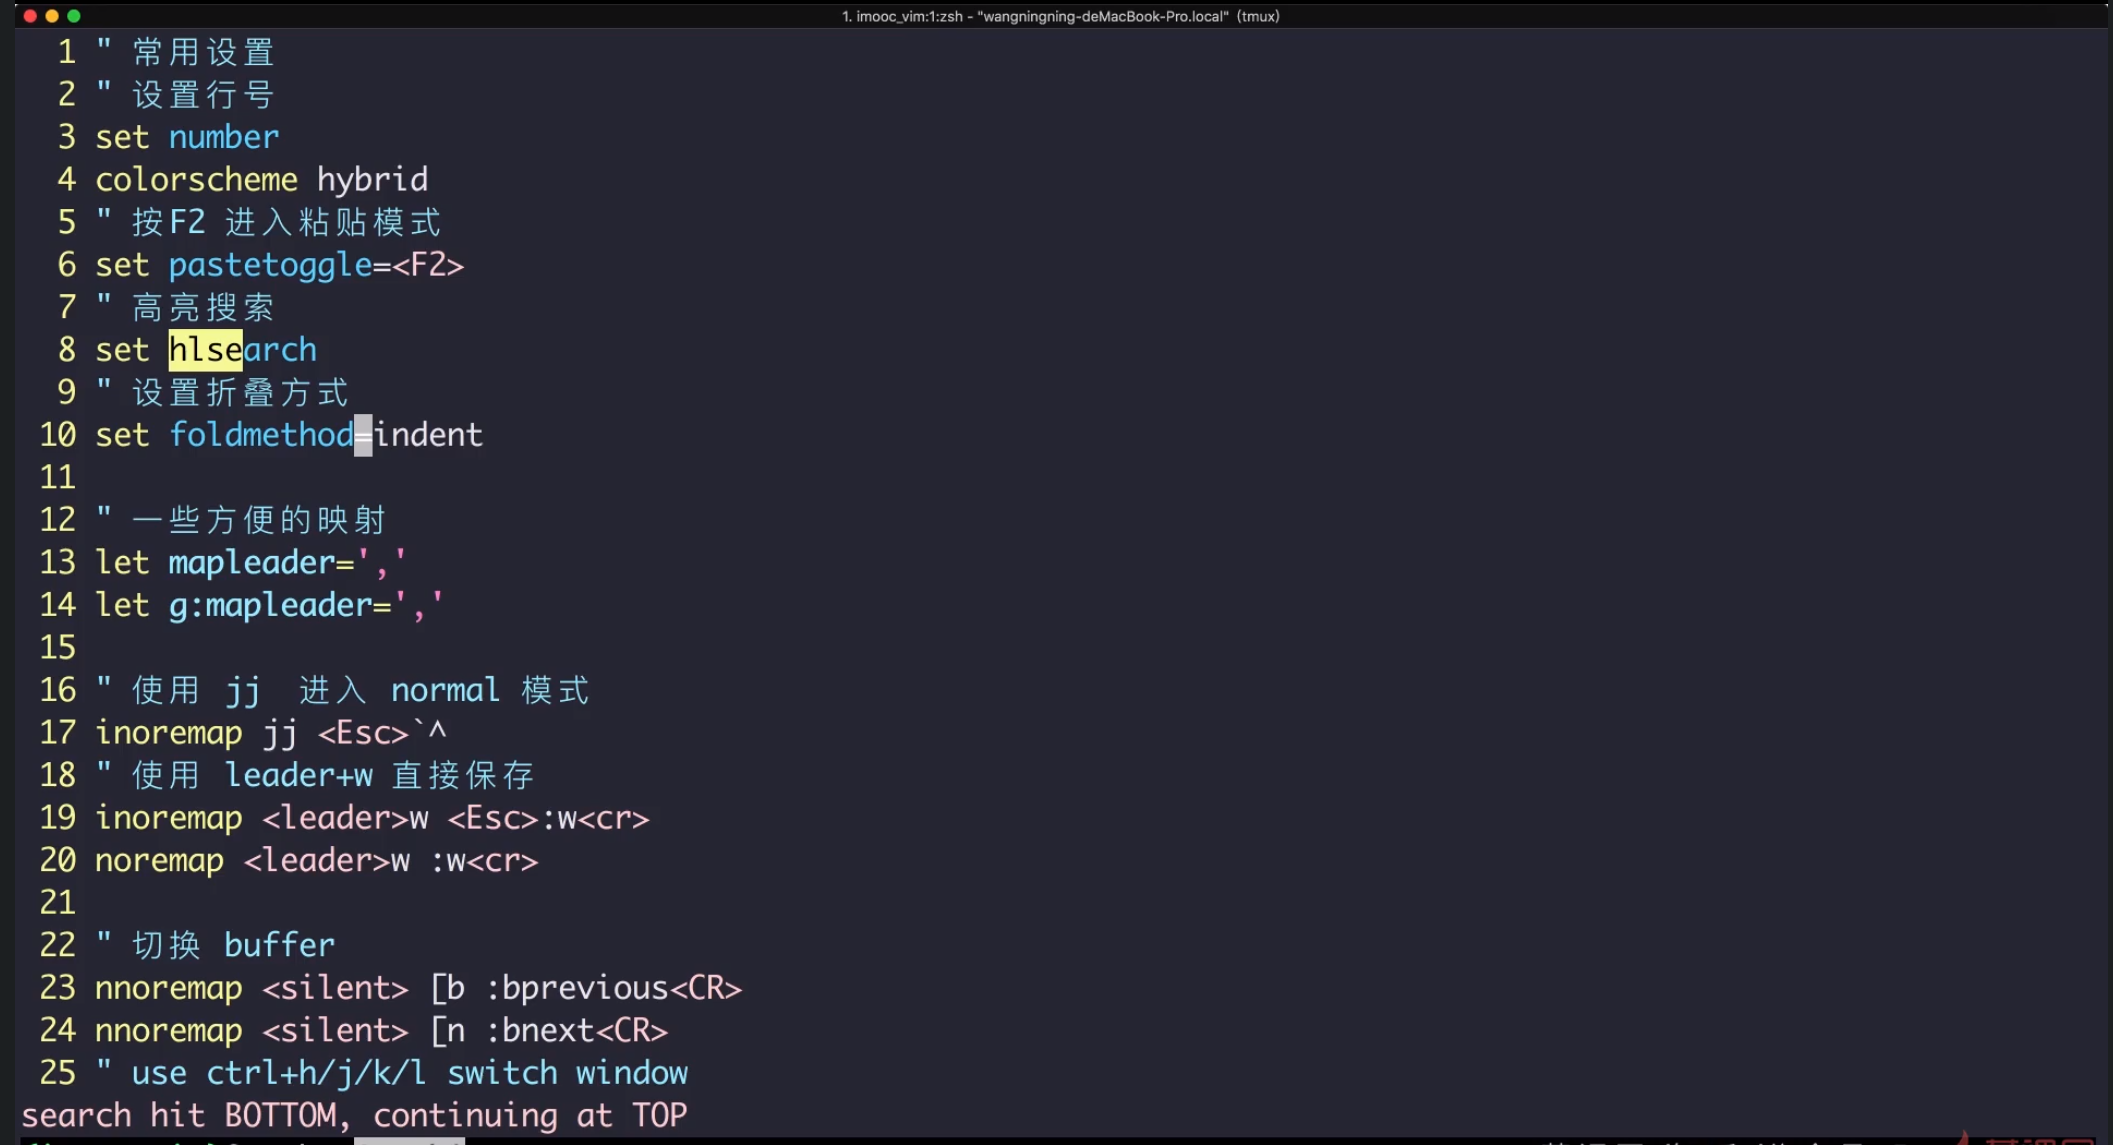 1. imooc_vim:1:zsh - "wangningning-deMacBook-Pro.local" (tmux)
1 " 常用设置
2 " 设置行号
3 set number
4 colorscheme hybrid
5 " 按F2 进入粘贴模式
6 set pastetoggle=<F2>
7 " 高亮搜索
8 set hlsearch
9 " 设置折叠方式
10 set foldmethod=indent
11
12 " 一些方便的映射
13 let mapleader=','
14 let g:mapleader=','
15
16 " 使用 jj  进入 normal 模式
17 inoremap jj <Esc>`^
18 " 使用 leader+w 直接保存
19 inoremap <leader>w <Esc>:w<cr>
20 noremap <leader>w :w<cr>
21
22 " 切换 buffer
23 nnoremap <silent> [b :bprevious<CR>
24 nnoremap <silent> [n :bnext<CR>
25 " use ctrl+h/j/k/l switch window
search hit BOTTOM, continuing at TOP